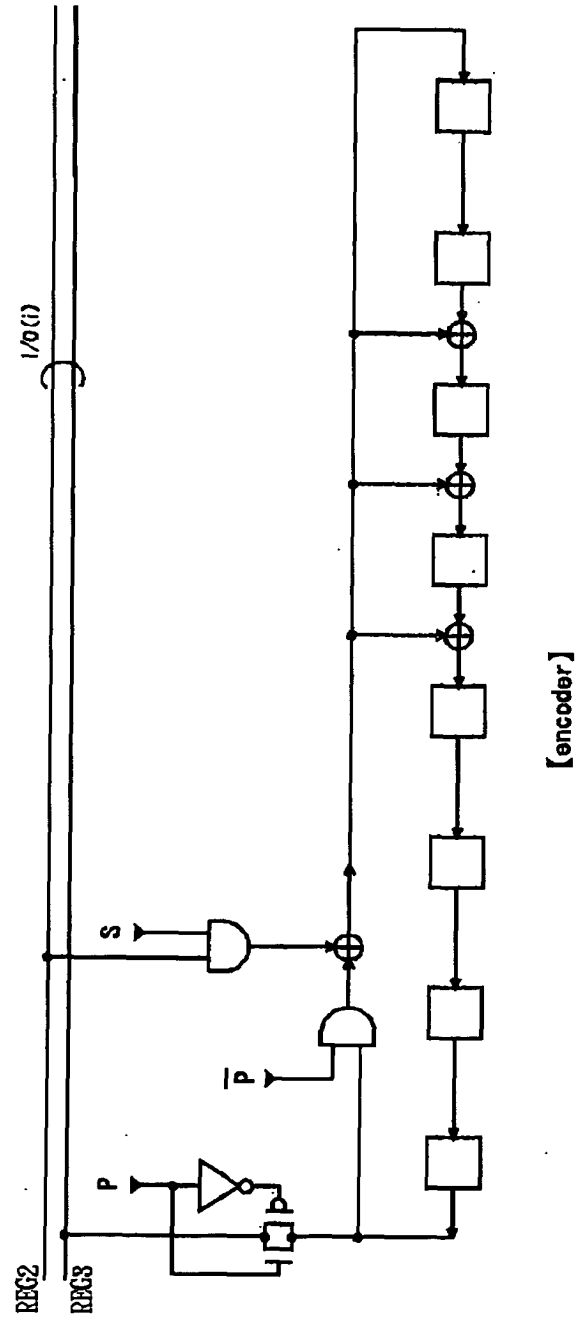 REG2
REG3
I/O(i)
P
P̅
S
【encoder】